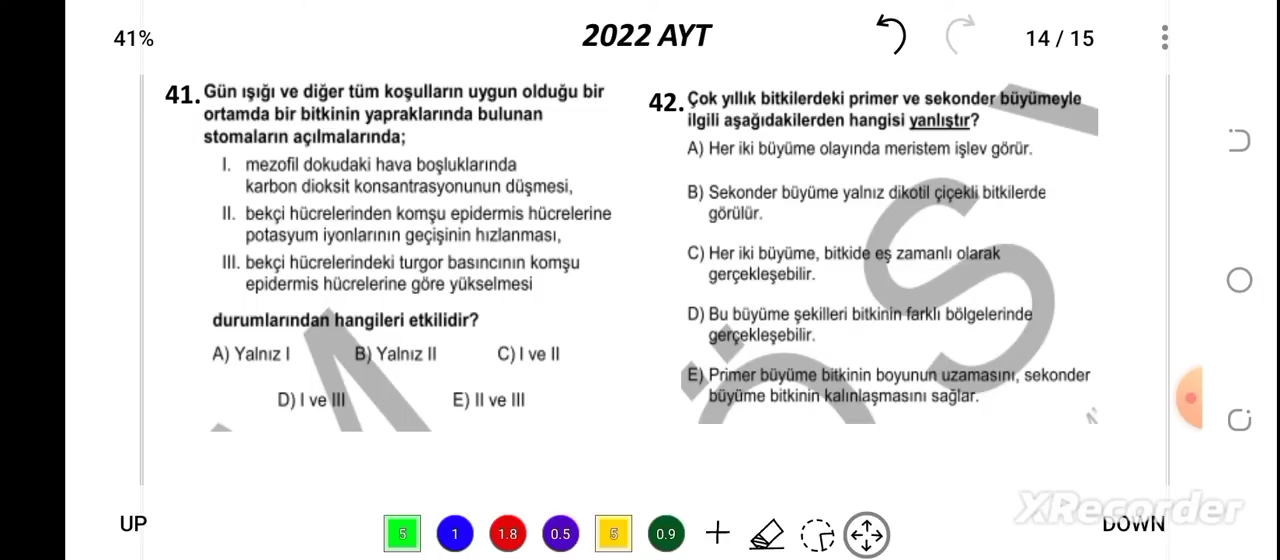 41%
2022 AYT
14 / 15
41. Gün ışığı ve diğer tüm koşulların uygun olduğu bir
ortamda bir bitkinin yapraklarında bulunan
stomaların açılmalarında;
I. mezofil dokudaki hava boşluklarında
karbon dioksit konsantrasyonunun düşmesi,
II. bekçi hücrelerinden komşu epidermis hücrelerine
potasyum iyonlarının geçişinin hızlanması,
III. bekçi hücrelerindeki turgor basıncının komşu
epidermis hücrelerine göre yükselmesi
durumlarından hangileri etkilidir?
A) Yalnız I
B) Yalnız II
C) I ve II
D) I ve III
E) II ve III
42. Çok yıllık bitkilerdeki primer ve sekonder büyümeyle
ilgili aşağıdakilerden hangisi yanlıştır?
A) Her iki büyüme olayında meristem işlev görür.
B) Sekonder büyüme yalnız dikotil çiçekli bitkilerde
görülür.
C) Her iki büyüme, bitkide eş zamanlı olarak
gerçekleşebilir.
D) Bu büyüme şekilleri bitkinin farklı bölgelerinde
gerçekleşebilir.
E) Primer büyüme bitkinin boyunun uzamasını, sekonder
büyüme bitkinin kalınlaşmasını sağlar.
XRecorder
UP
5
1
1.8
0.5
5
0.9
DOWN